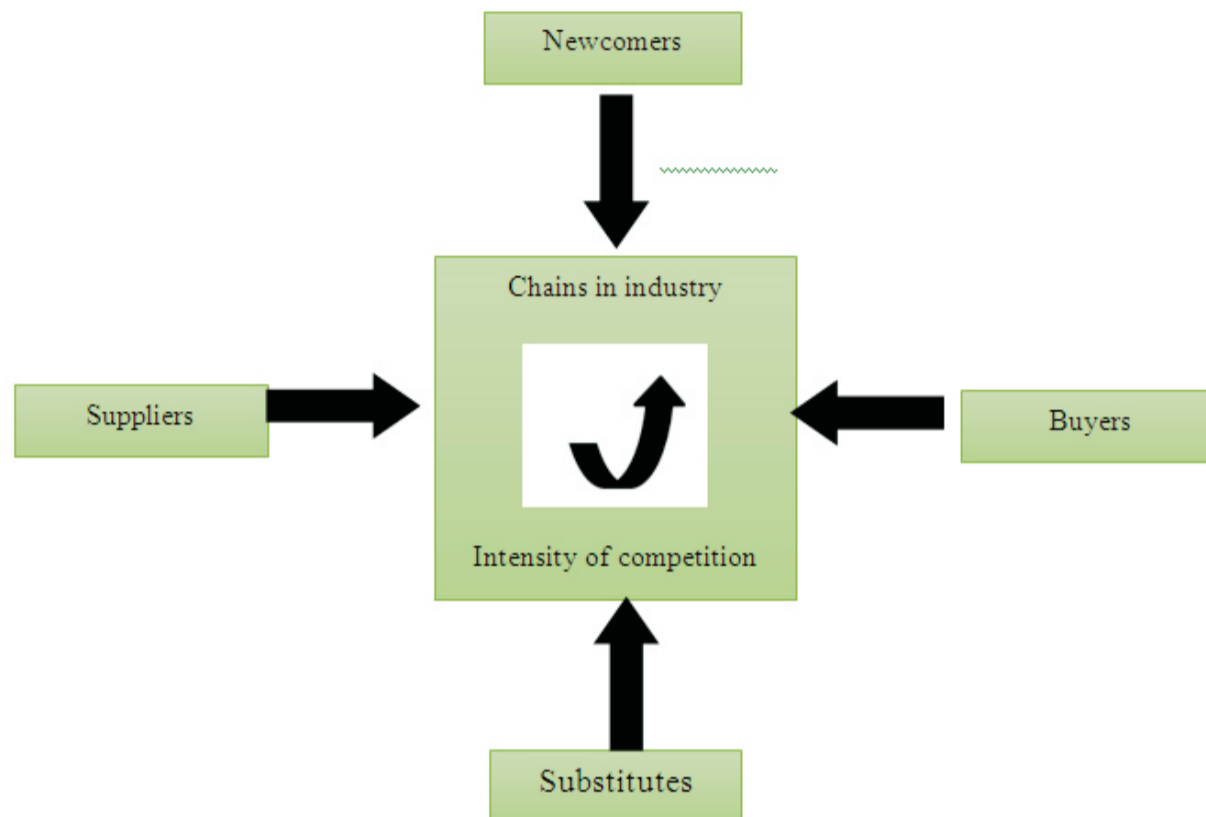 Newcomers
Chains in industry
Suppliers
Buyers
Intensity of competition
Substitutes